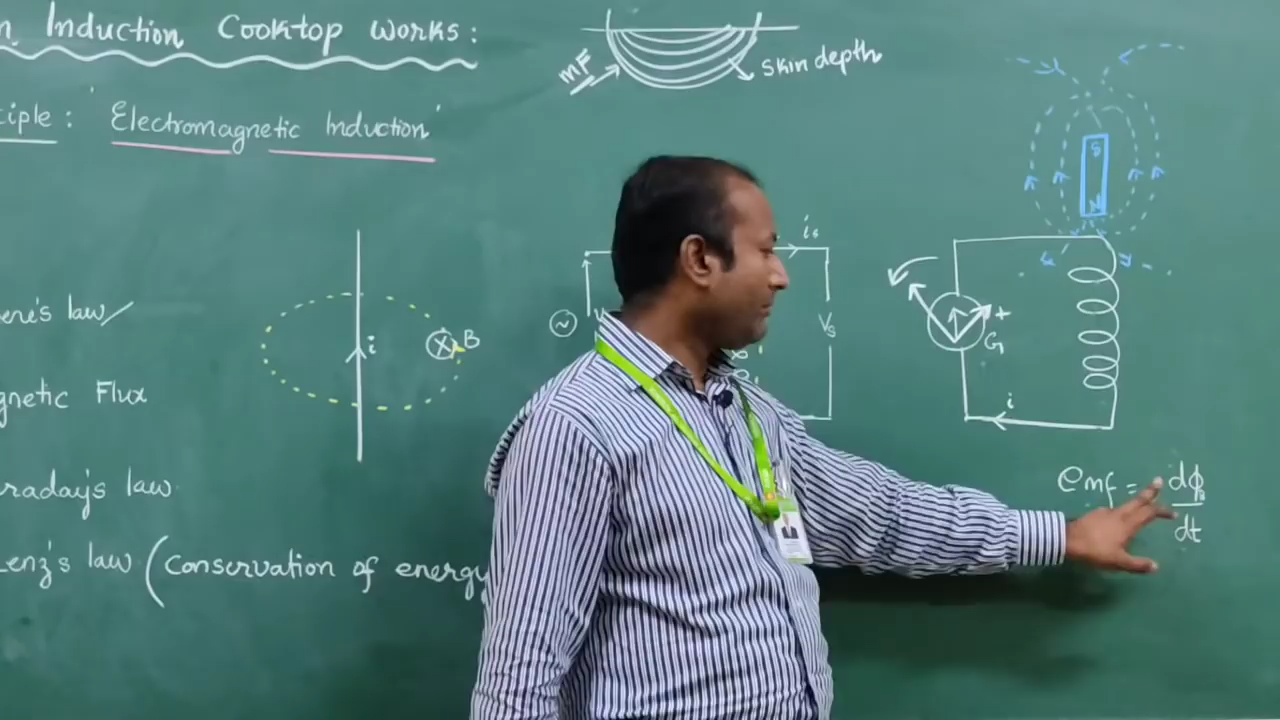 n Induction Cooktop works:
ciple: 'Electromagnetic Induction'
MF
skin depth
S
N
is
Vs
i
B
+
G
i
ere's law
gnetic Flux
raday's law
Lenz's law (Conservation of energy
emf = dϕ
dt